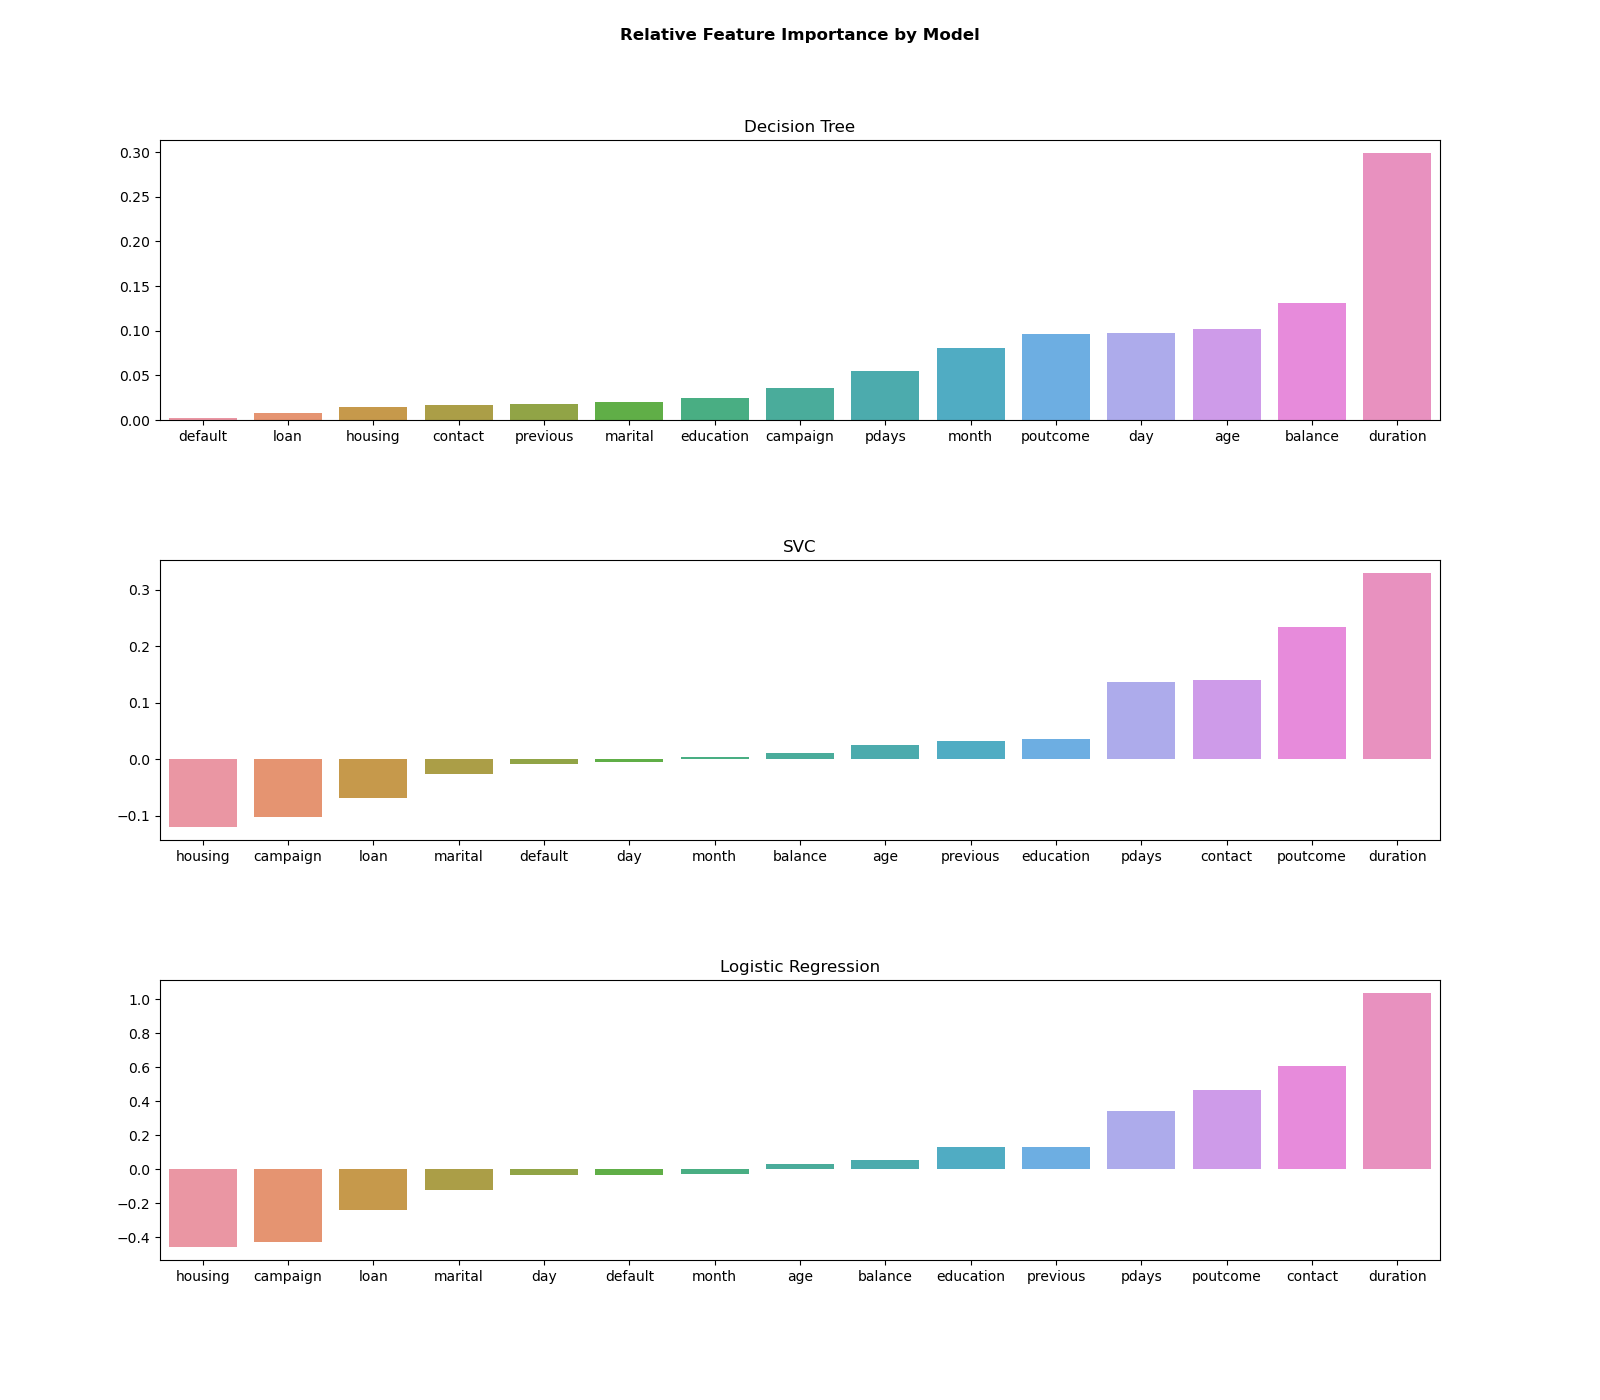 Relative Feature Importance by Model
Decision Tree
0.30
0.25
0.20
0.15
0.10
0.05
0.00
default loan housing contact previous marital education campaign pdays month poutcome day age balance duration
SVC
0.3
0.2
0.1
0.0
−0.1
housing campaign loan marital default day month balance age previous education pdays contact poutcome duration
Logistic Regression
1.0
0.8
0.6
0.4
0.2
0.0
−0.2
−0.4
housing campaign loan marital day default month age balance education previous pdays poutcome contact duration